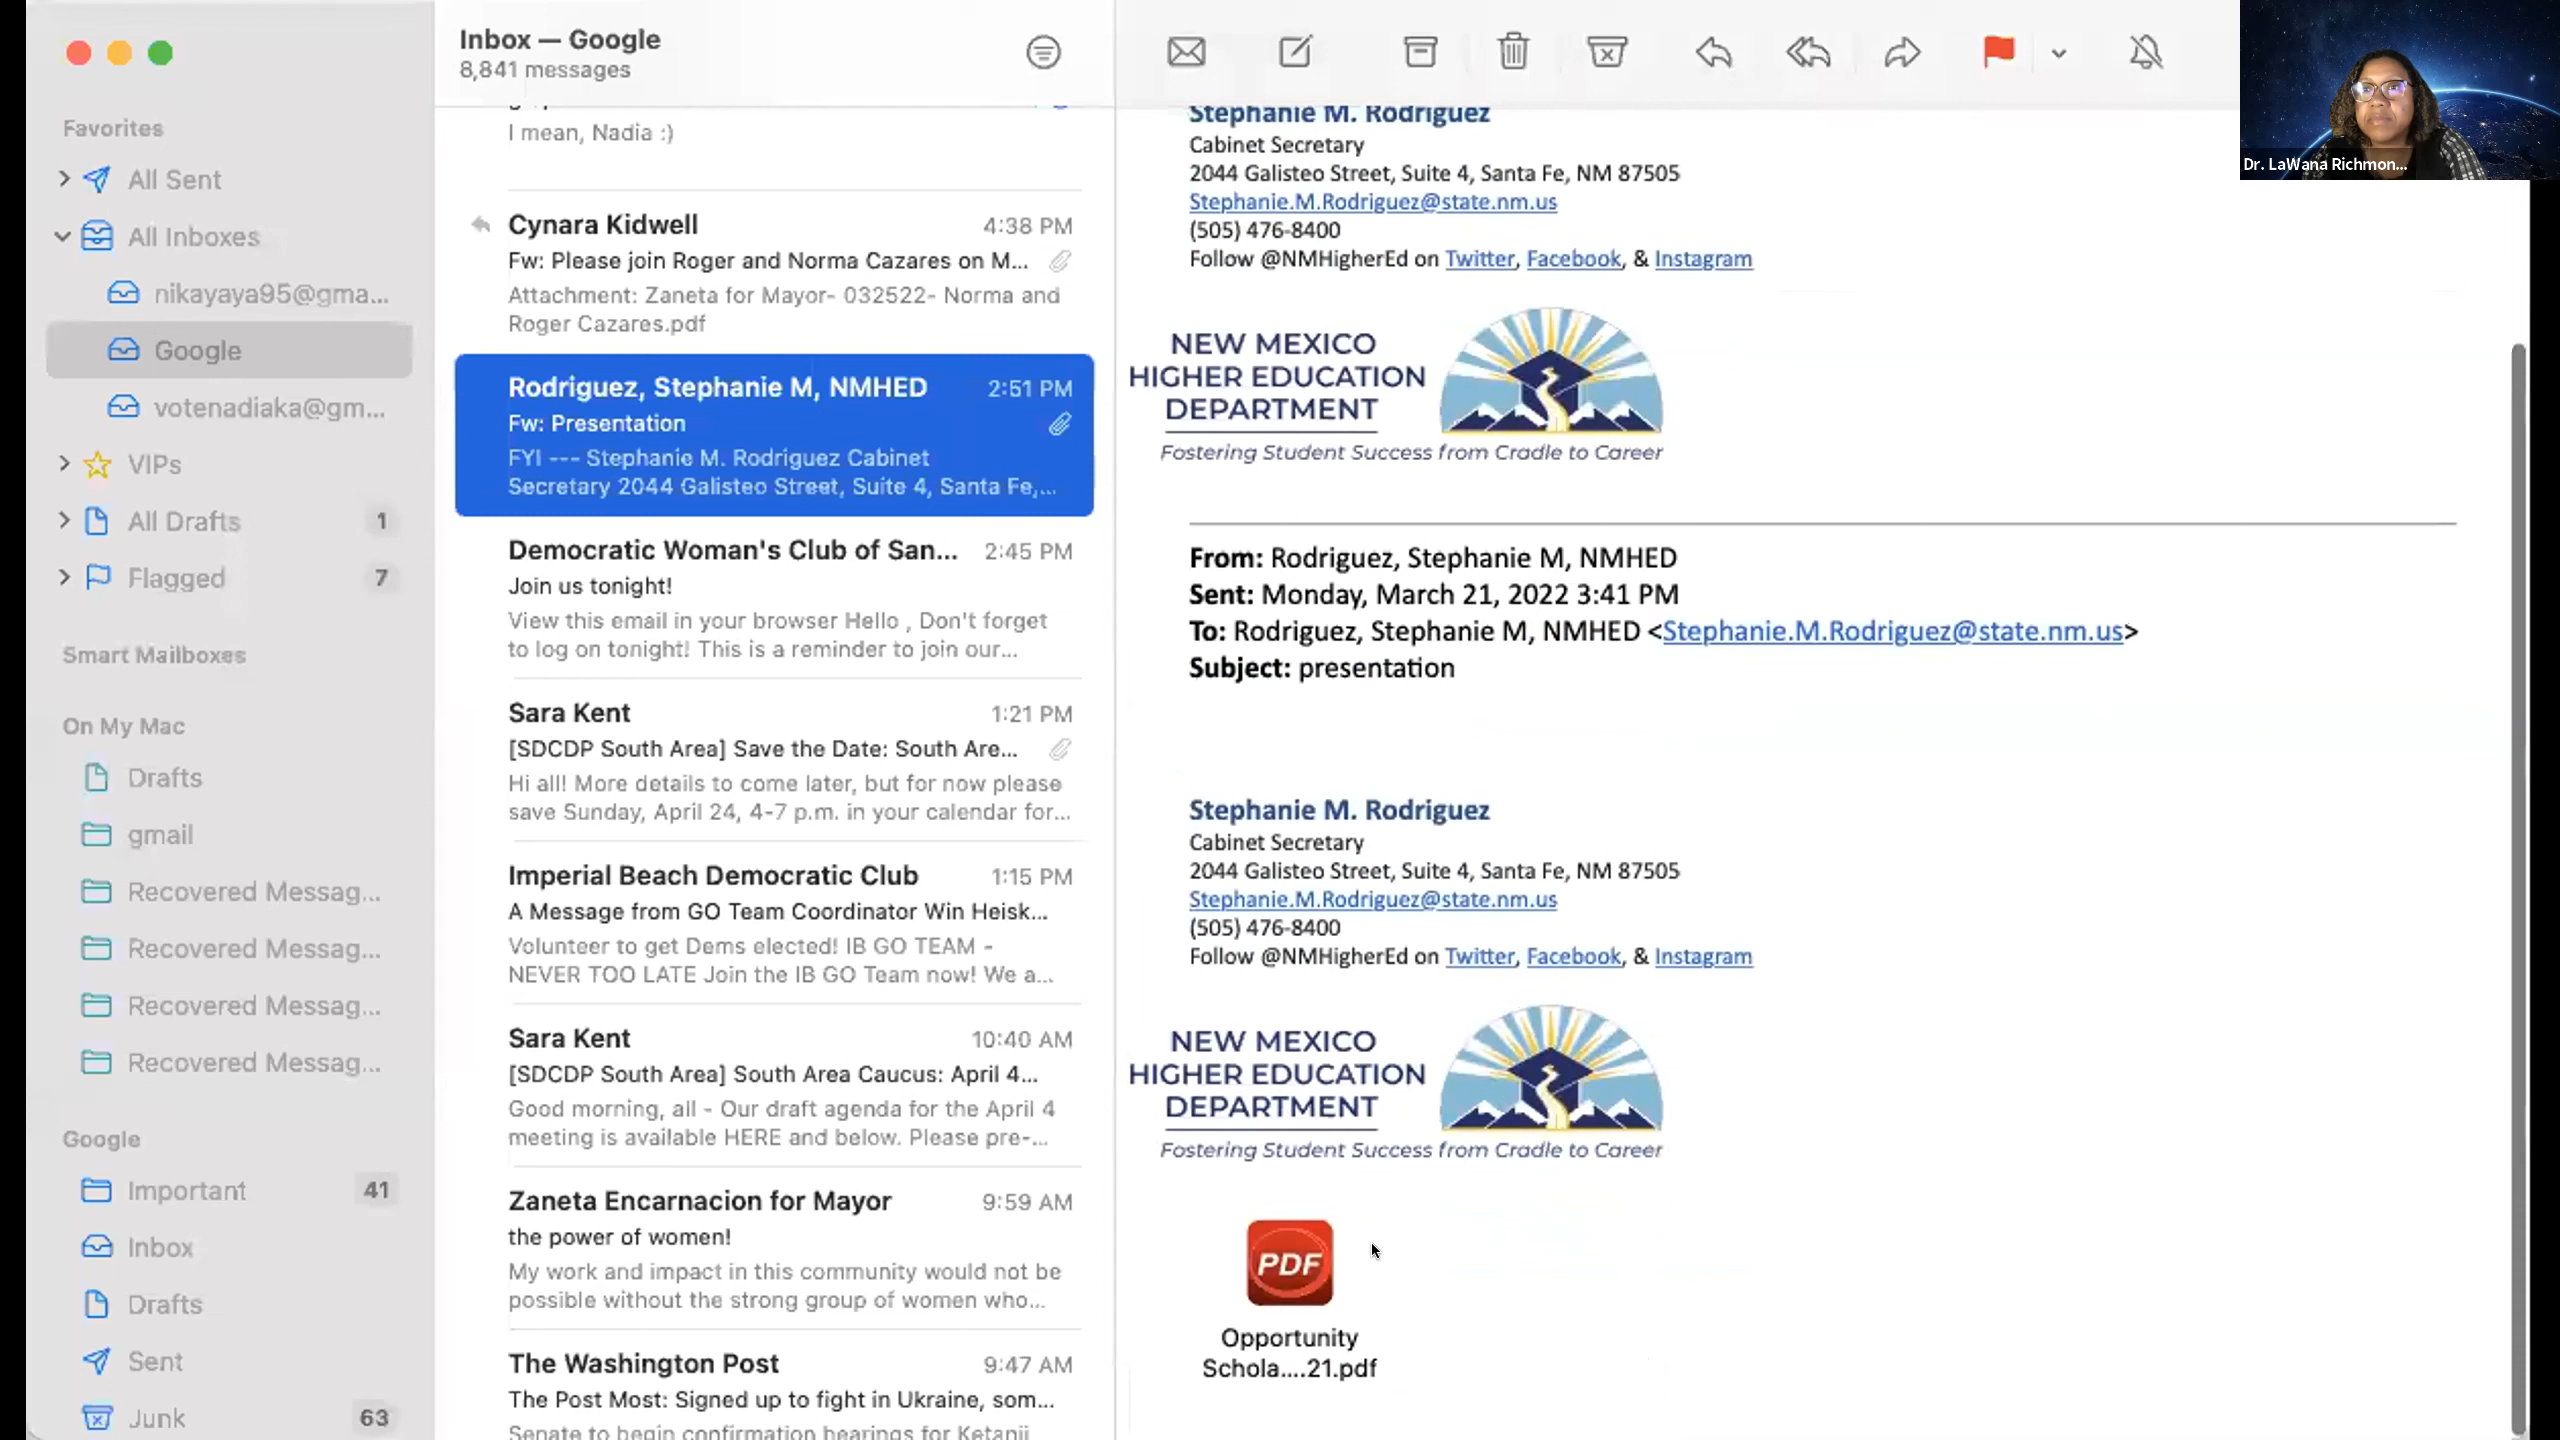 Favorites
All Sent
All Inboxes
nikayaya95@gma...
Google
votenadiaka@gm...
VIPs
All Drafts 1
Flagged 7
Smart Mailboxes
On My Mac
Drafts
gmail
Recovered Messag...
Recovered Messag...
Recovered Messag...
Recovered Messag...
Google
Important 41
Inbox
Drafts
Sent
Junk 63
Inbox — Google
8,841 messages
I mean, Nadia :)
Cynara Kidwell 4:38 PM
Fw: Please join Roger and Norma Cazares on M...
Attachment: Zaneta for Mayor- 032522- Norma and
Roger Cazares.pdf
Rodriguez, Stephanie M, NMHED 2:51 PM
Fw: Presentation
FYI --- Stephanie M. Rodriguez Cabinet
Secretary 2044 Galisteo Street, Suite 4, Santa Fe,...
Democratic Woman's Club of San... 2:45 PM
Join us tonight!
View this email in your browser Hello , Don't forget
to log on tonight! This is a reminder to join our...
Sara Kent 1:21 PM
[SDCDP South Area] Save the Date: South Are...
Hi all! More details to come later, but for now please
save Sunday, April 24, 4-7 p.m. in your calendar for...
Imperial Beach Democratic Club 1:15 PM
A Message from GO Team Coordinator Win Heisk...
Volunteer to get Dems elected! IB GO TEAM -
NEVER TOO LATE Join the IB GO Team now! We a...
Sara Kent 10:40 AM
[SDCDP South Area] South Area Caucus: April 4...
Good morning, all - Our draft agenda for the April 4
meeting is available HERE and below. Please pre-...
Zaneta Encarnacion for Mayor 9:59 AM
the power of women!
My work and impact in this community would not be
possible without the strong group of women who...
The Washington Post 9:47 AM
The Post Most: Signed up to fight in Ukraine, som...
Senate to begin confirmation hearings for Ketanji
Stephanie M. Rodriguez
Cabinet Secretary
2044 Galisteo Street, Suite 4, Santa Fe, NM 87505
Stephanie.M.Rodriguez@state.nm.us
(505) 476-8400
Follow @NMHigherEd on Twitter, Facebook, & Instagram
NEW MEXICO
HIGHER EDUCATION
DEPARTMENT
Fostering Student Success from Cradle to Career
From: Rodriguez, Stephanie M, NMHED
Sent: Monday, March 21, 2022 3:41 PM
To: Rodriguez, Stephanie M, NMHED <Stephanie.M.Rodriguez@state.nm.us>
Subject: presentation
Stephanie M. Rodriguez
Cabinet Secretary
2044 Galisteo Street, Suite 4, Santa Fe, NM 87505
Stephanie.M.Rodriguez@state.nm.us
(505) 476-8400
Follow @NMHigherEd on Twitter, Facebook, & Instagram
NEW MEXICO
HIGHER EDUCATION
DEPARTMENT
Fostering Student Success from Cradle to Career
PDF
Opportunity
Schola....21.pdf
Dr. LaWana Richmon...